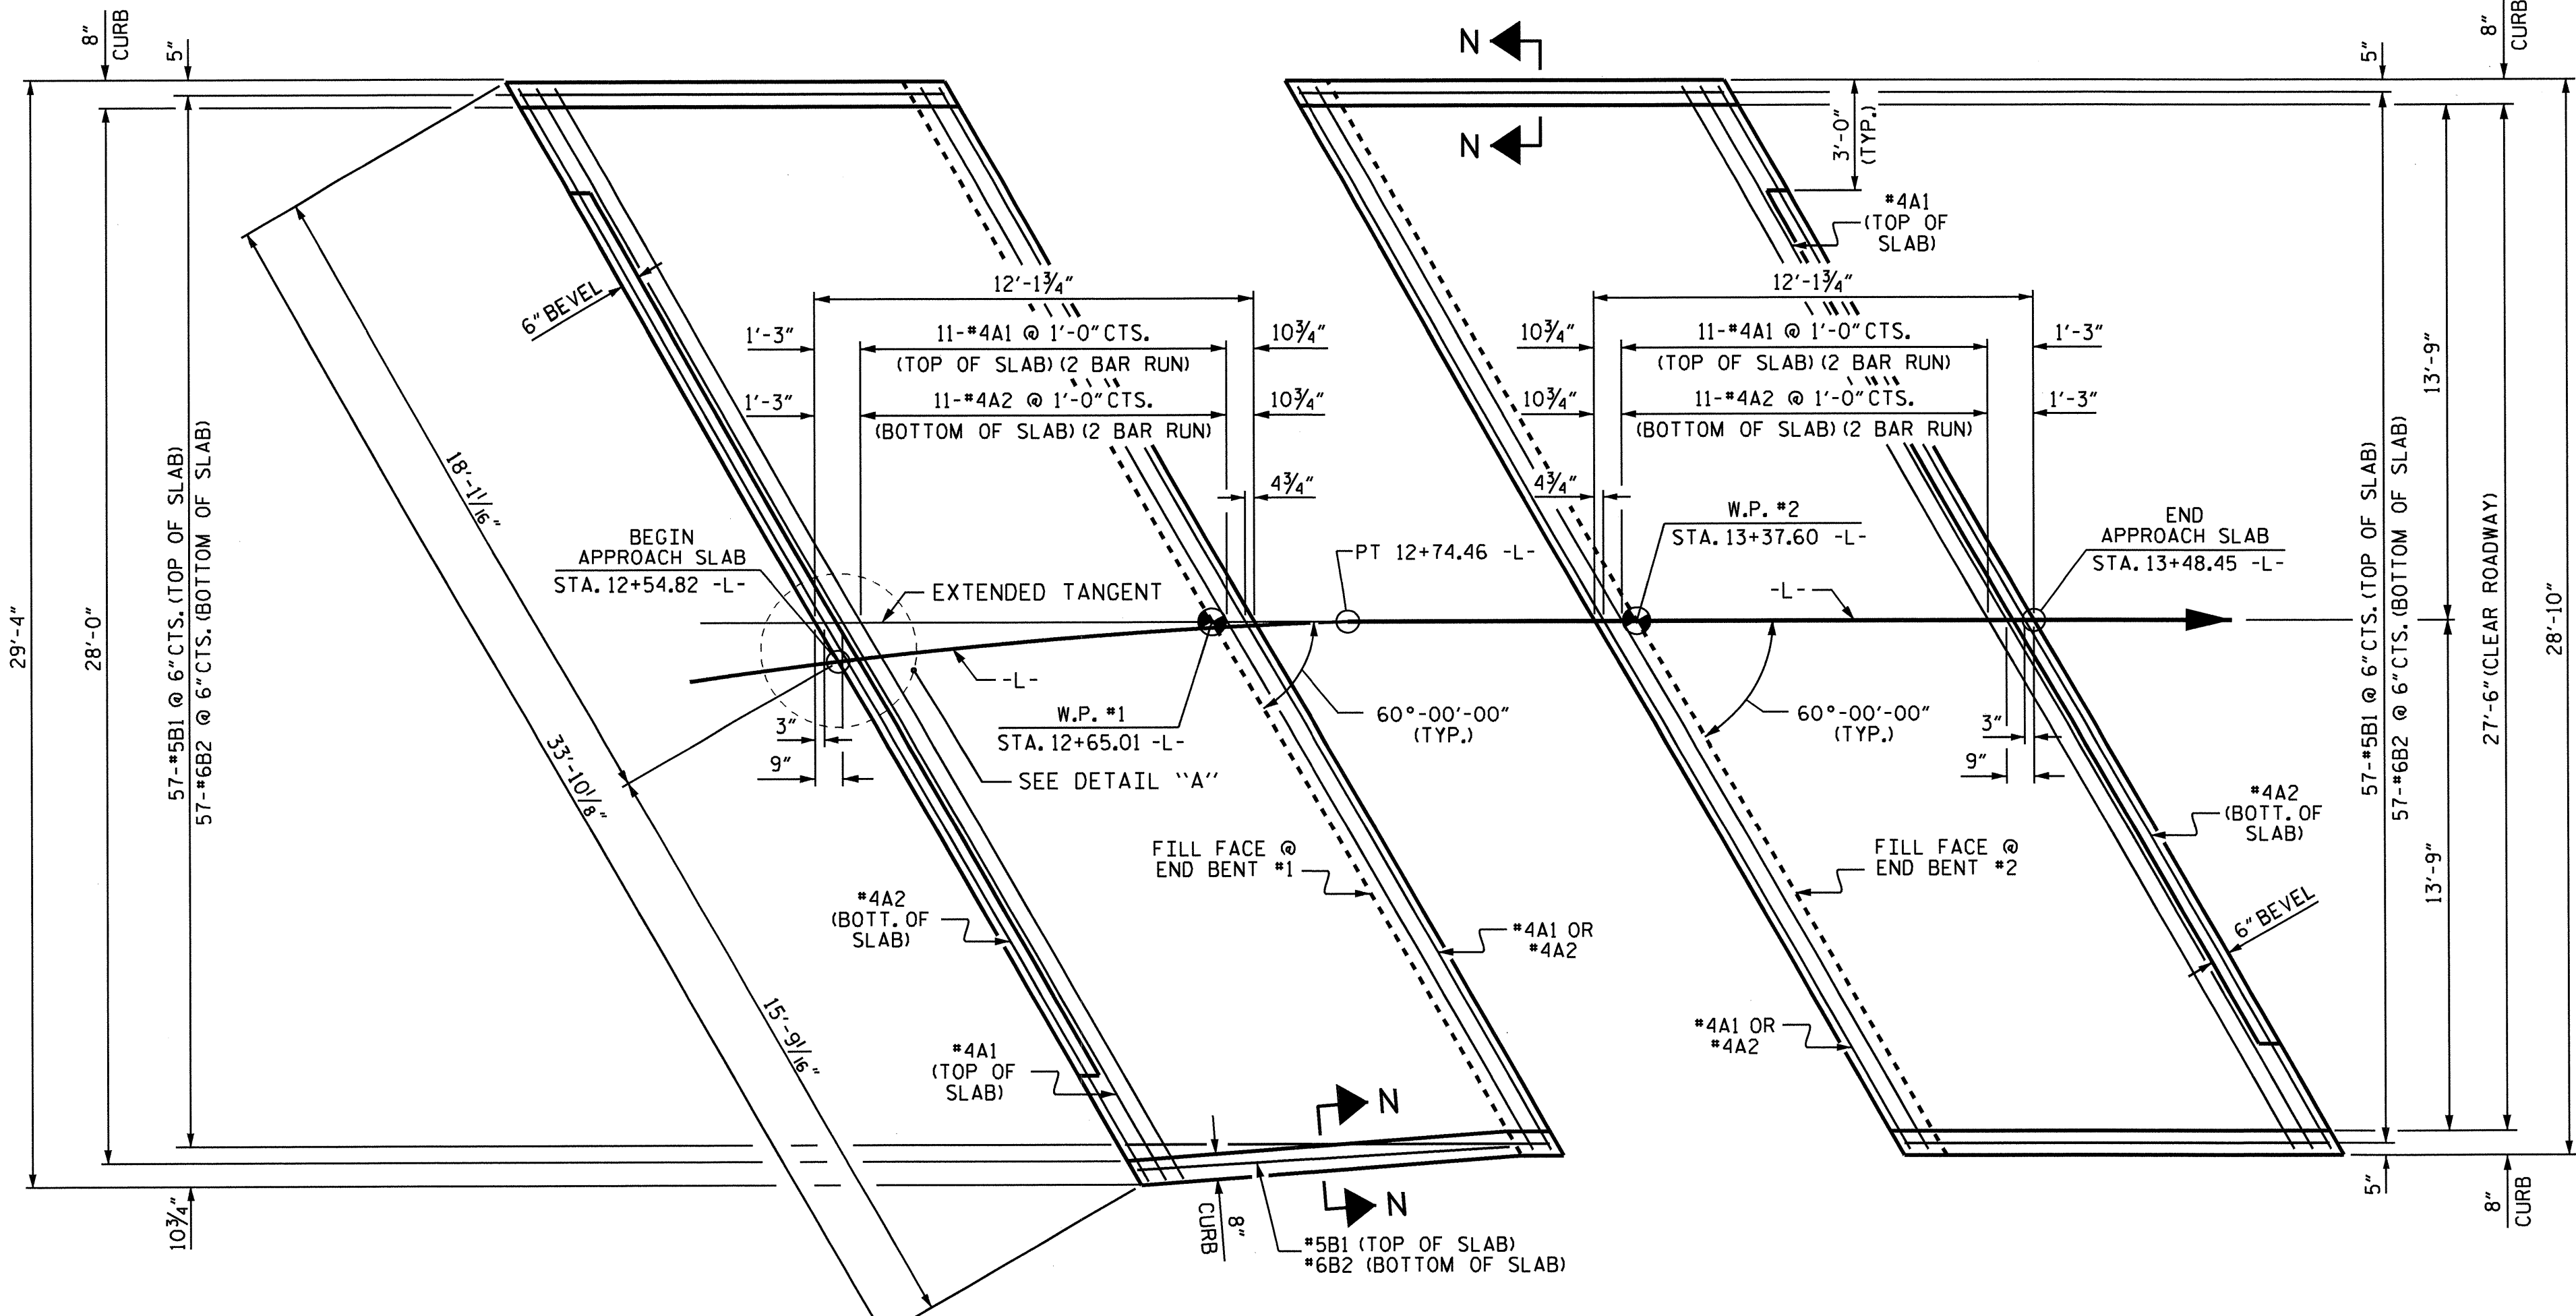 8" CURB
5"
29'-4"
28'-0"
57-#5B1 @ 6"CTS. (TOP OF SLAB)
57-#6B2 @ 6"CTS. (BOTTOM OF SLAB)
10¾"
18'-1 1/16"
33'-10⅛"
15'-9 1/16"
6" BEVEL
12'-1¾"
1'-3"
11-#4A1 @ 1'-0"CTS.
10¾"
(TOP OF SLAB) (2 BAR RUN)
1'-3"
11-#4A2 @ 1'-0"CTS.
10¾"
(BOTTOM OF SLAB) (2 BAR RUN)
4¾"
BEGIN
APPROACH SLAB
STA. 12+54.82 -L-
EXTENDED TANGENT
-L-
3"
9"
W.P. #1
STA. 12+65.01 -L-
SEE DETAIL "A"
60°-00'-00"
(TYP.)
PT 12+74.46 -L-
FILL FACE @
END BENT #1
#4A2
(BOTT. OF
SLAB)
#4A1
(TOP OF
SLAB)
#4A1 OR
#4A2
N
N
8"
CURB
#5B1 (TOP OF SLAB)
#6B2 (BOTTOM OF SLAB)
N
N
3'-0"
(TYP.)
#4A1
(TOP OF
SLAB)
12'-1¾"
10¾"
11-#4A1 @ 1'-0"CTS.
1'-3"
(TOP OF SLAB) (2 BAR RUN)
10¾"
11-#4A2 @ 1'-0"CTS.
1'-3"
(BOTTOM OF SLAB) (2 BAR RUN)
4¾"
W.P. #2
STA. 13+37.60 -L-
-L-
END
APPROACH SLAB
STA. 13+48.45 -L-
60°-00'-00"
(TYP.)
3"
9"
FILL FACE @
END BENT #2
#4A2
(BOTT. OF
SLAB)
6" BEVEL
#4A1 OR
#4A2
5"
8"
CURB
57-#5B1 @ 6"CTS. (TOP OF SLAB)
57-#6B2 @ 6"CTS. (BOTTOM OF SLAB)
13'-9"
13'-9"
27'-6"(CLEAR ROADWAY)
28'-10"
5"
8"
CURB